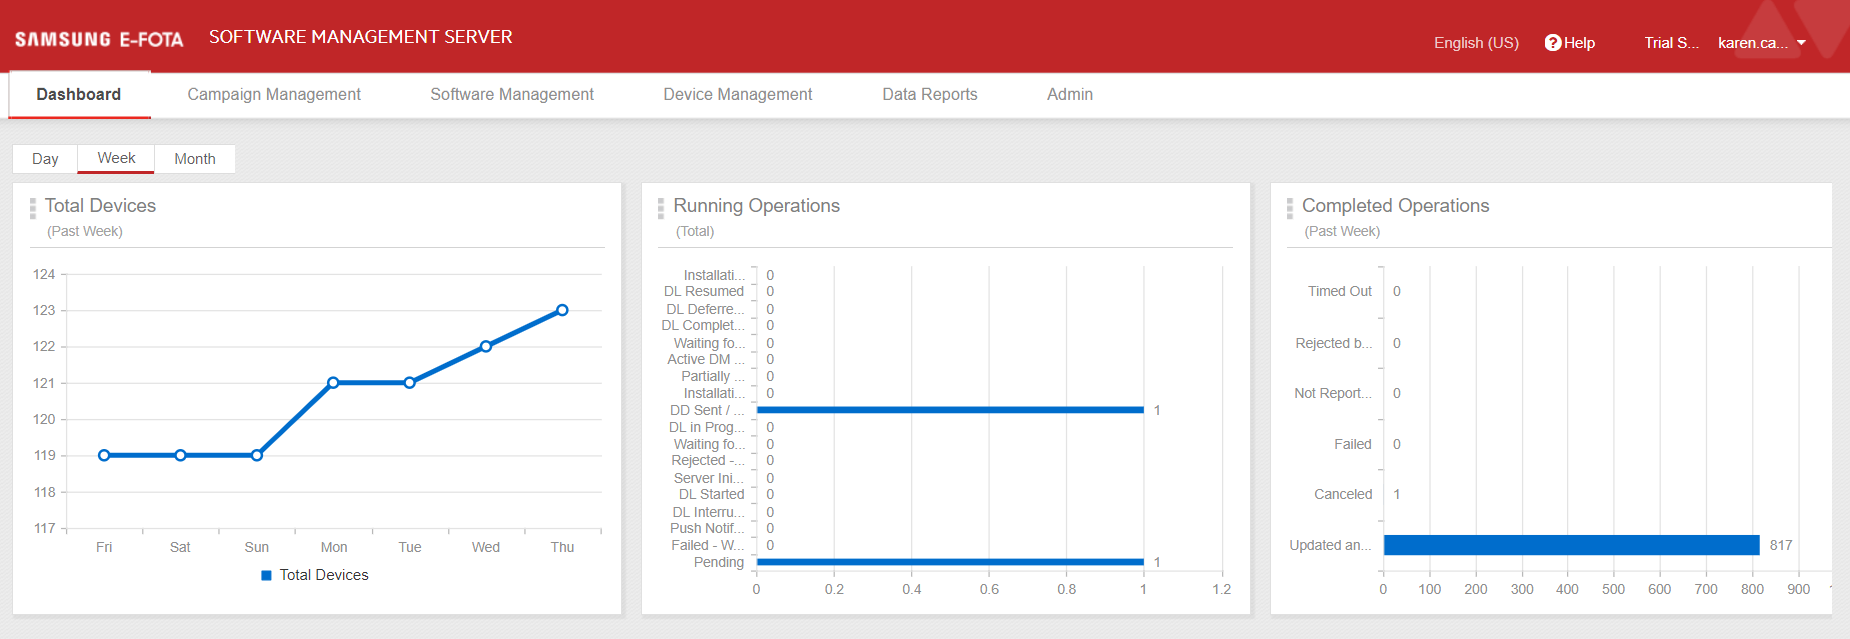 SAMSUNG E-FOTA SOFTWARE MANAGEMENT SERVER
English (US) ? Help Trial S... karen.ca...
Dashboard Campaign Management Software Management Device Management Data Reports Admin
Day Week Month
Total Devices
(Past Week)
124
123
122
121
120
119
118
117
Fri Sat Sun Mon Tue Wed Thu
Total Devices
Running Operations
(Total)
Installati... 0
DL Resumed 0
DL Deferre... 0
DL Complet... 0
Waiting fo... 0
Active DM ... 0
Partially ... 0
Installati... 0
DD Sent / ... 1
DL in Prog... 0
Waiting fo... 0
Rejected -... 0
Server Ini... 0
DL Started 0
DL Interru... 0
Push Notif... 0
Failed - W... 0
Pending 1
0 0.2 0.4 0.6 0.8 1 1.2
Completed Operations
(Past Week)
Timed Out 0
Rejected b... 0
Not Report... 0
Failed 0
Canceled 1
Updated an... 817
0 100 200 300 400 500 600 700 800 900